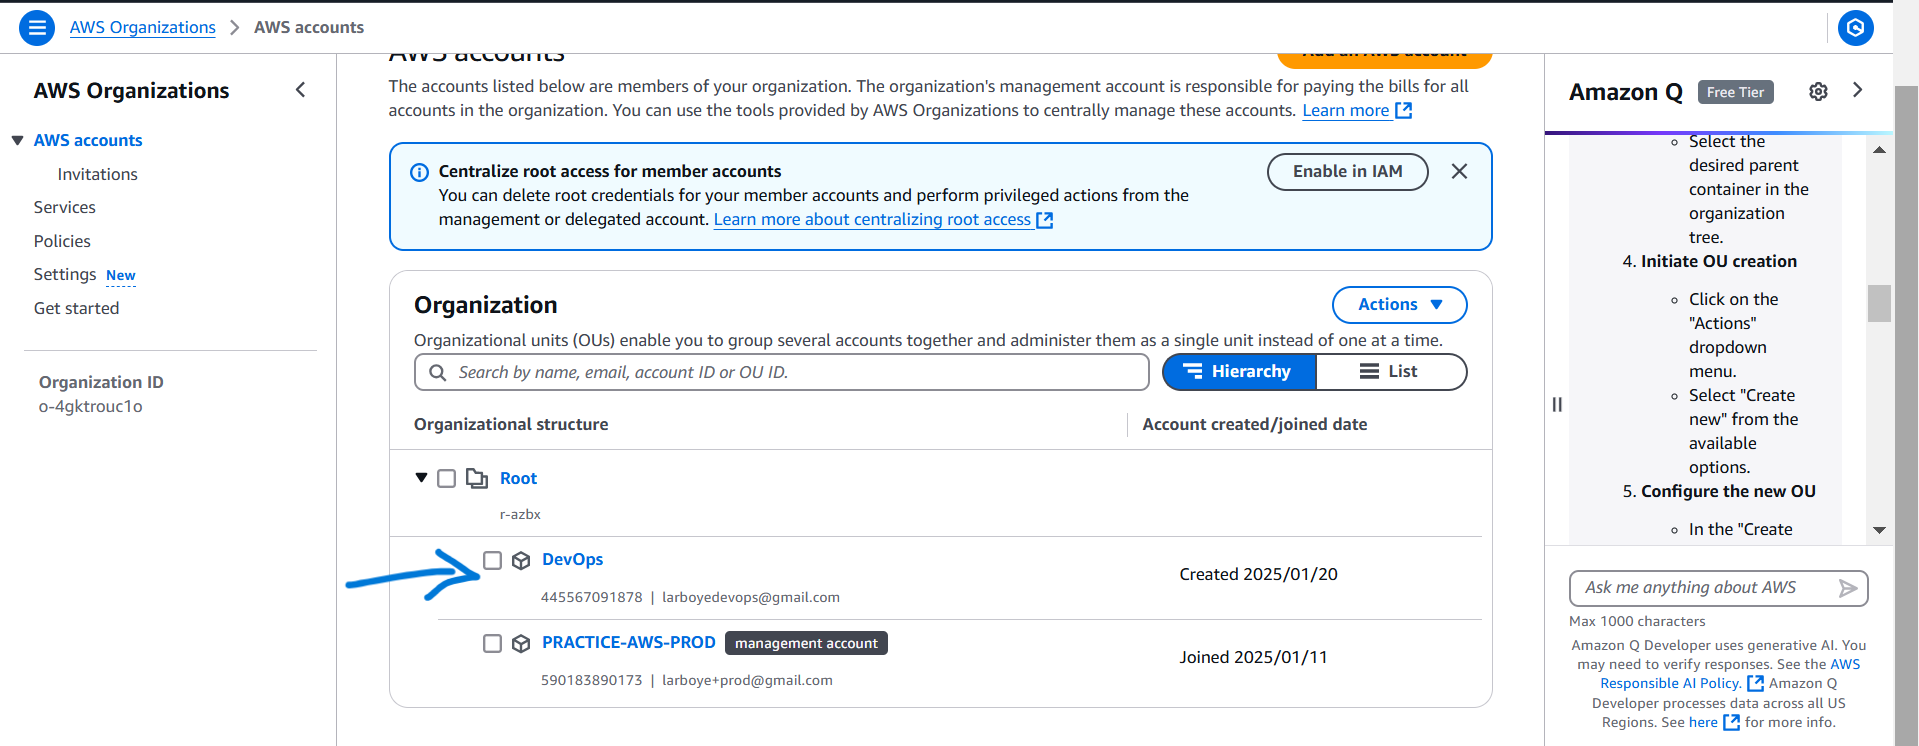 AWS Organizations > AWS accounts
AWS Organizations
AWS accounts
Invitations
Services
Policies
Settings New
Get started
Organization ID
o-4gktrouc1o
AWS accounts
Add an AWS account
The accounts listed below are members of your organization. The organization's management account is responsible for paying the bills for all
accounts in the organization. You can use the tools provided by AWS Organizations to centrally manage these accounts. Learn more
Centralize root access for member accounts
You can delete root credentials for your member accounts and perform privileged actions from the
management or delegated account. Learn more about centralizing root access
Enable in IAM
Organization
Actions
Organizational units (OUs) enable you to group several accounts together and administer them as a single unit instead of one at a time.
Search by name, email, account ID or OU ID.
Hierarchy
List
Organizational structure
Account created/joined date
Root
r-azbx
DevOps
Created 2025/01/20
445567091878 | larboyedevops@gmail.com
PRACTICE-AWS-PROD management account
Joined 2025/01/11
590183890173 | larboye+prod@gmail.com
Amazon Q Free Tier
Select the
desired parent
container in the
organization
tree.
4. Initiate OU creation
Click on the
"Actions"
dropdown
menu.
Select "Create
new" from the
available
options.
5. Configure the new OU
In the "Create
Ask me anything about AWS
Max 1000 characters
Amazon Q Developer uses generative AI. You
may need to verify responses. See the AWS
Responsible AI Policy. Amazon Q
Developer processes data across all US
Regions. See here for more info.